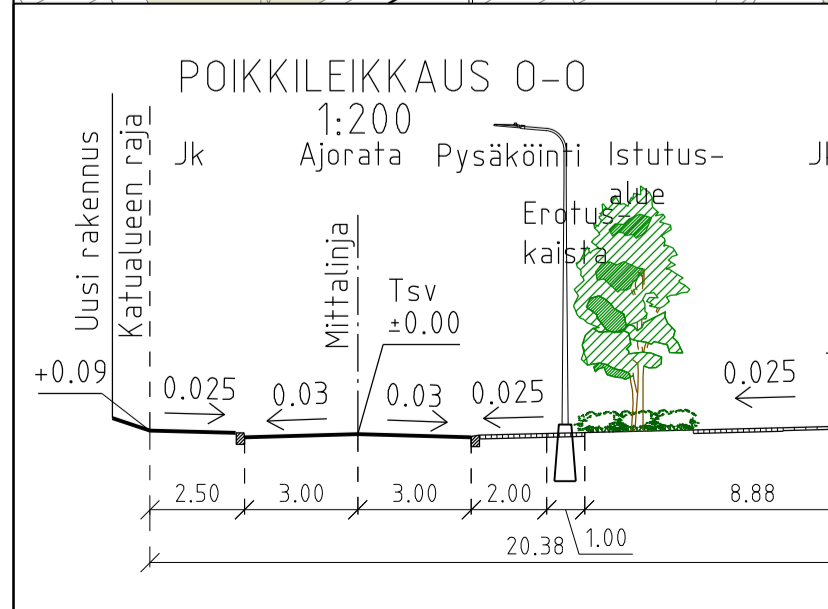 POIKKILEIKKAUS 0-0
1:200
Uusi rakennus
Katualueen raja
Jk
Ajorata
Pysäköinti
Istutus-
alue
Erotus-
kaista
Mittalinja
Tsv
±0.00
+0.09
0.025
0.03
0.03
0.025
0.025
2.50
3.00
3.00
2.00
8.88
20.38
1.00